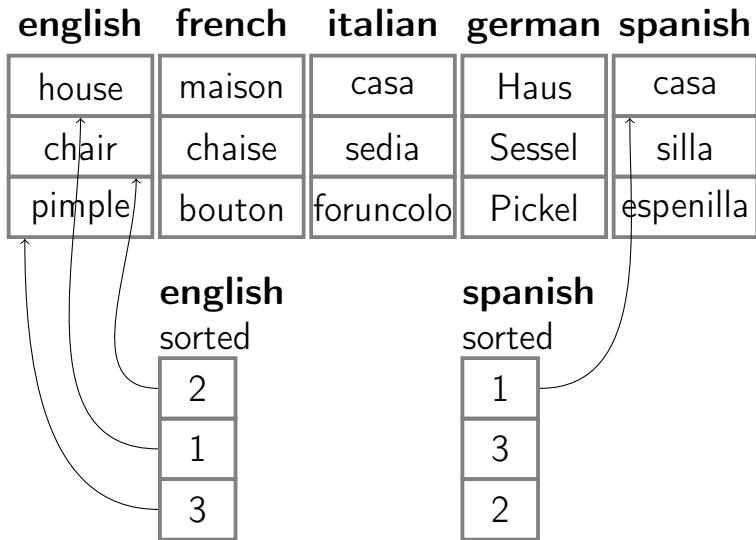 english french italian german spanish
house maison casa Haus casa
chair chaise sedia Sessel silla
pimple bouton foruncolo Pickel espenilla
english spanish
sorted sorted
2 1
1 3
3 2